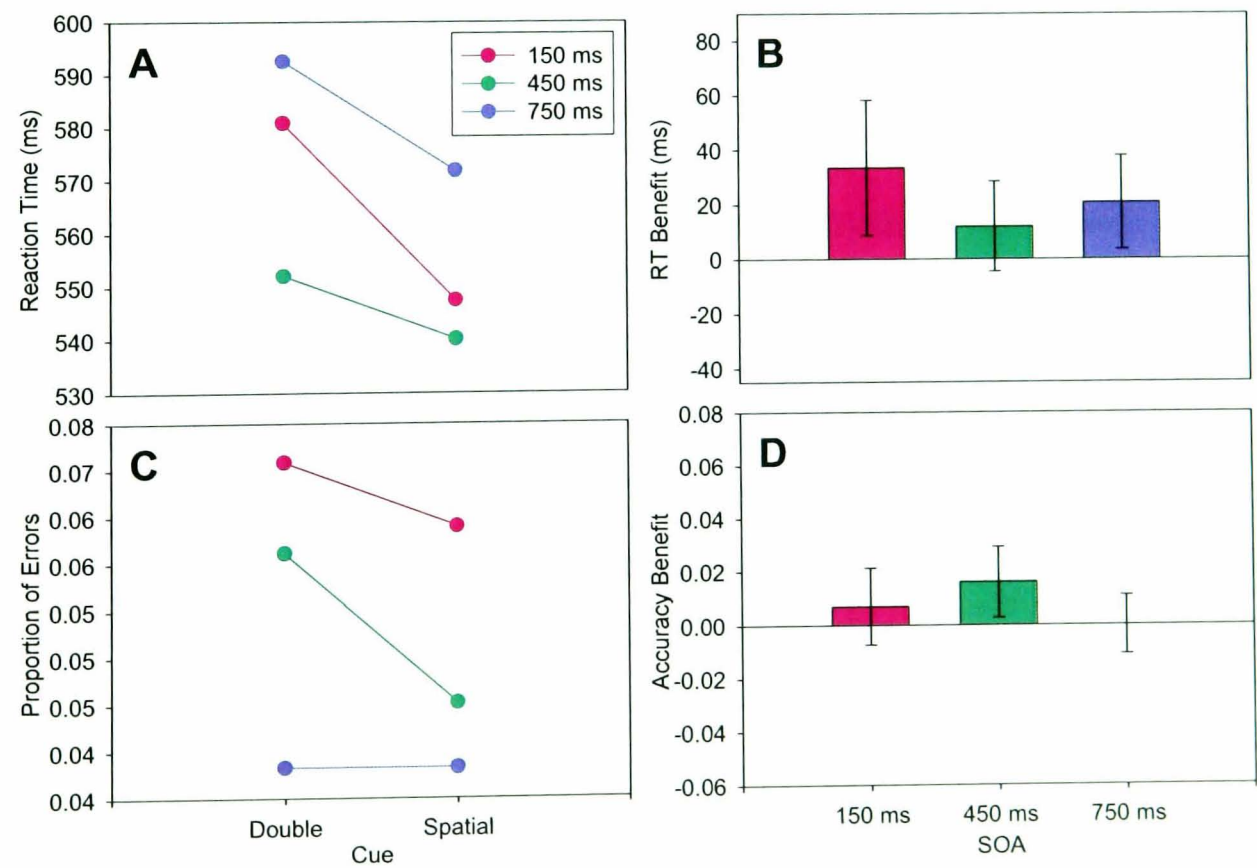 A
150 ms
450 ms
750 ms
600
590
580
570
560
550
540
530
Reaction Time (ms)
B
80
60
40
20
0
-20
-40
RT Benefit (ms)
C
0.08
0.07
0.06
0.06
0.05
0.05
0.05
0.04
0.04
Proportion of Errors
Double Spatial
Cue
D
0.08
0.06
0.04
0.02
0.00
-0.02
-0.04
-0.06
Accuracy Benefit
150 ms 450 ms 750 ms
SOA